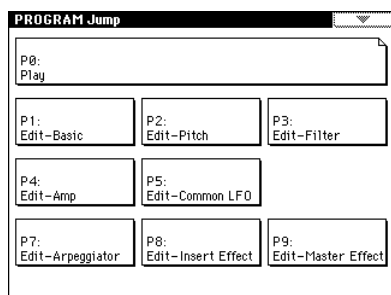 PROGRAM Jump
P0:
Play
P1:
Edit-Basic
P2:
Edit-Pitch
P3:
Edit-Filter
P4:
Edit-Amp
P5:
Edit-Common LFO
P7:
Edit-Arpeggiator
P8:
Edit-Insert Effect
P9:
Edit-Master Effect